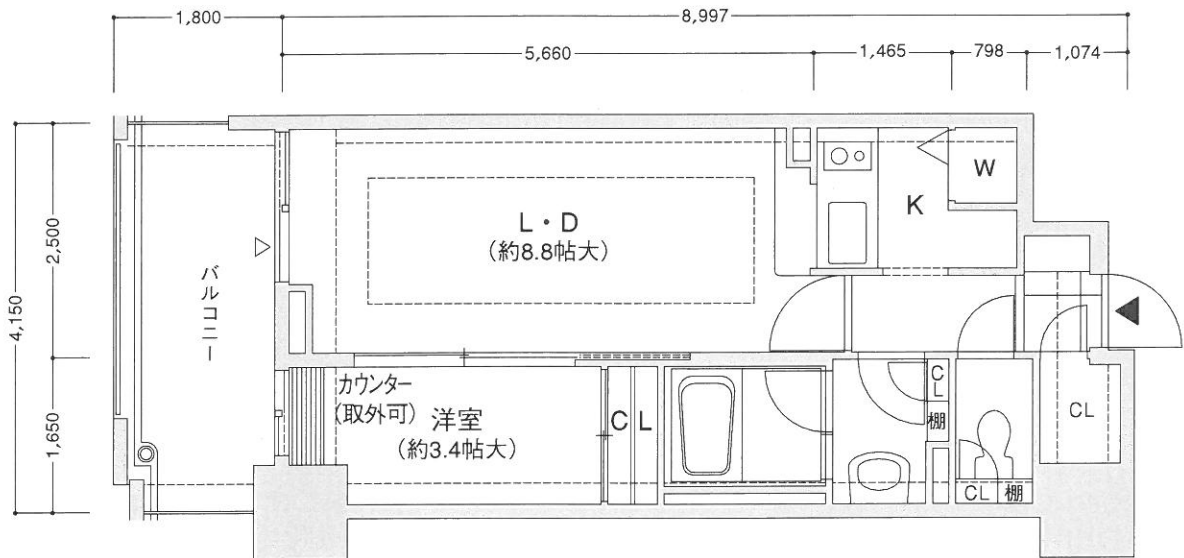 1,800
8,997
5,660
1,465
798
1,074
4,150
2,500
1,650
バルコニー
L・D
(約8.8帖大)
K
W
カウンター
(取外可)
洋室
(約3.4帖大)
CL
CL
棚
CL
棚
CL